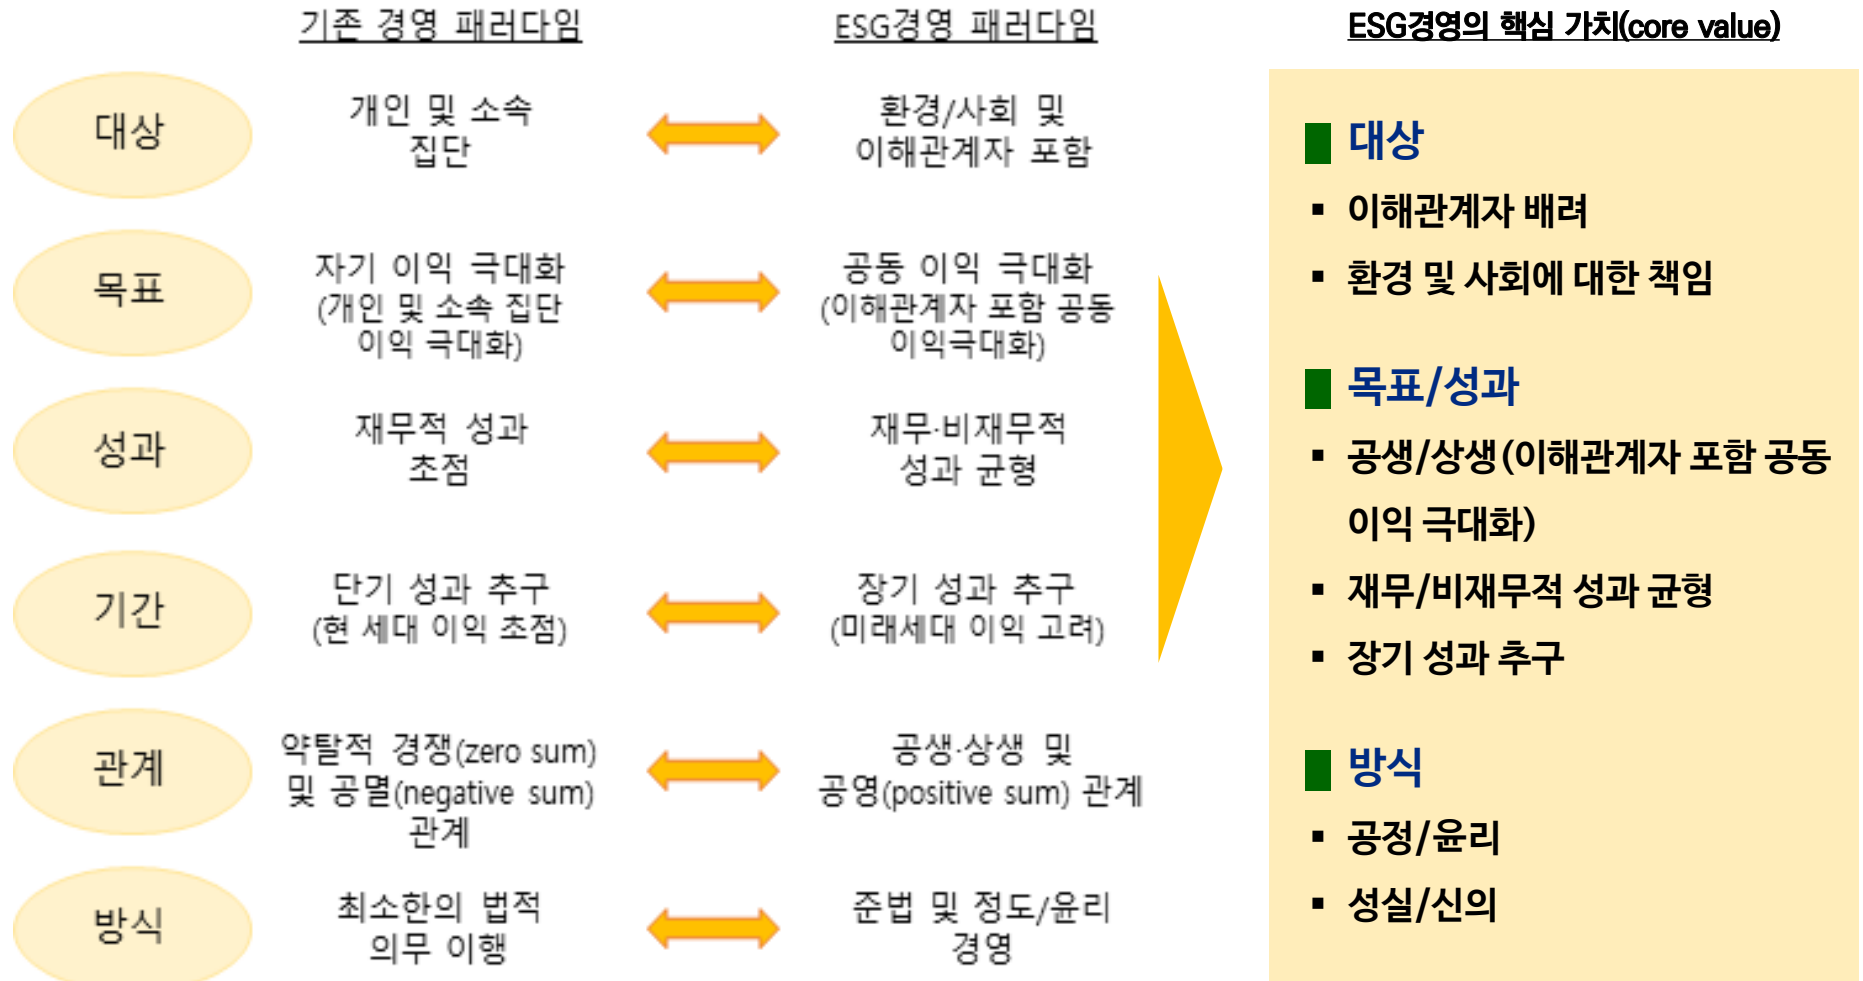 기존 경영 패러다임
ESG경영 패러다임
ESG경영의 핵심 가치(core value)
대상
개인 및 소속
집단
환경/사회 및
이해관계자 포함
목표
자기 이익 극대화
(개인 및 소속 집단
이익 극대화)
공동 이익 극대화
(이해관계자 포함 공동
이익극대화)
성과
재무적 성과
초점
재무·비재무적
성과 균형
기간
단기 성과 추구
(현 세대 이익 초점)
장기 성과 추구
(미래세대 이익 고려)
관계
약탈적 경쟁(zero sum)
및 공멸(negative sum)
관계
공생·상생 및
공영(positive sum) 관계
방식
최소한의 법적
의무 이행
준법 및 정도/윤리
경영
대상
이해관계자 배려
환경 및 사회에 대한 책임
목표/성과
공생/상생(이해관계자 포함 공동
이익 극대화)
재무/비재무적 성과 균형
장기 성과 추구
방식
공정/윤리
성실/신의